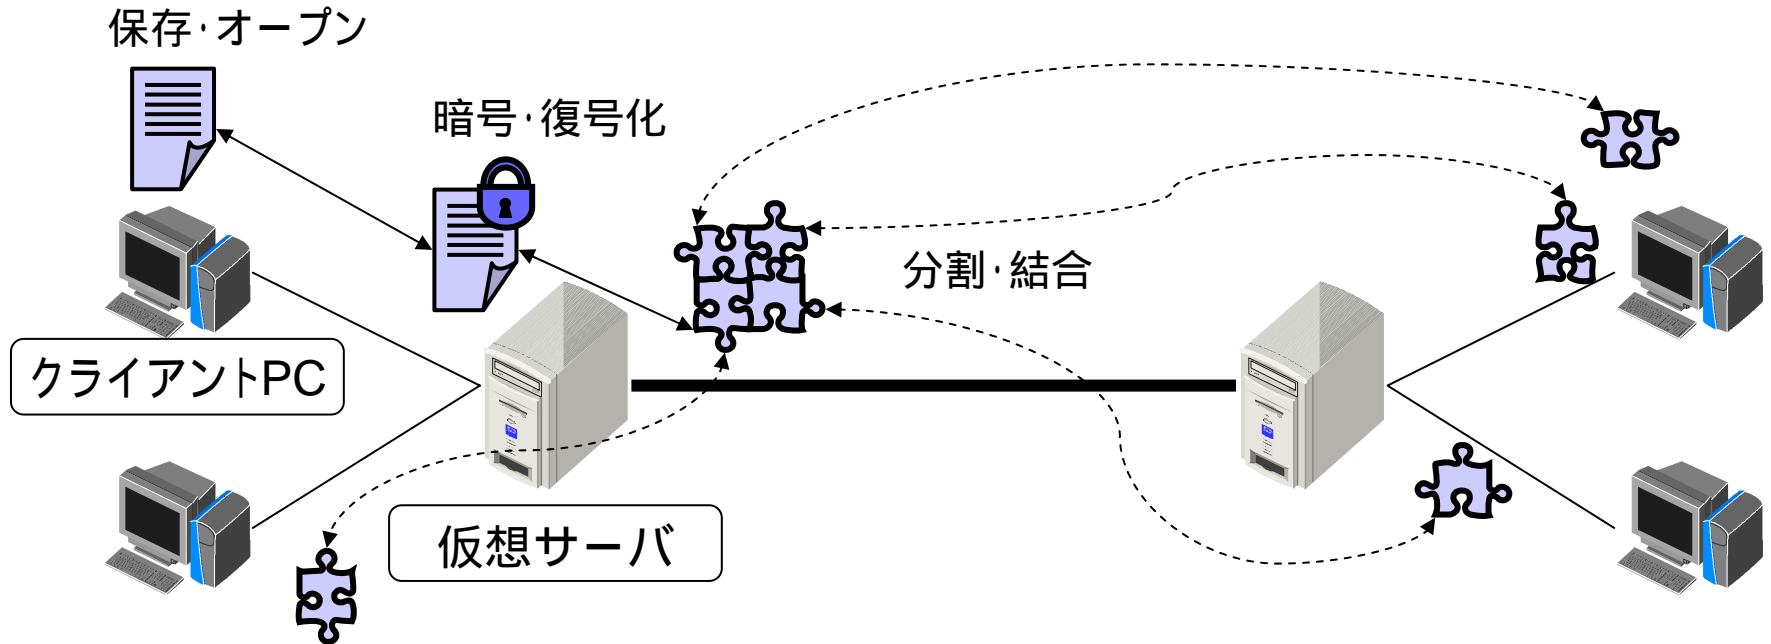 保存・オープン
暗号・復号化
分割・結合
クライアントPC
仮想サーバ